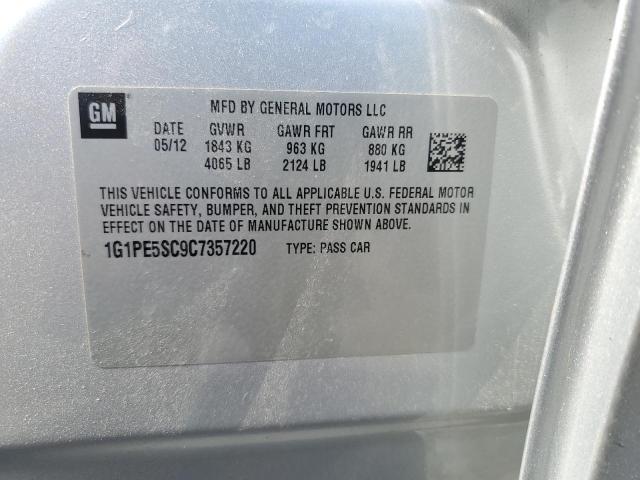 GM
MFD BY GENERAL MOTORS LLC
DATE GVWR GAWR FRT GAWR RR
05/12 1843 KG 963 KG 880 KG
4065 LB 2124 LB 1941 LB
THIS VEHICLE CONFORMS TO ALL APPLICABLE U.S. FEDERAL MOTOR
VEHICLE SAFETY, BUMPER, AND THEFT PREVENTION STANDARDS IN
EFFECT ON THE DATE OF MANUFACTURE SHOWN ABOVE.
1G1PE5SC9C7357220 TYPE: PASS CAR